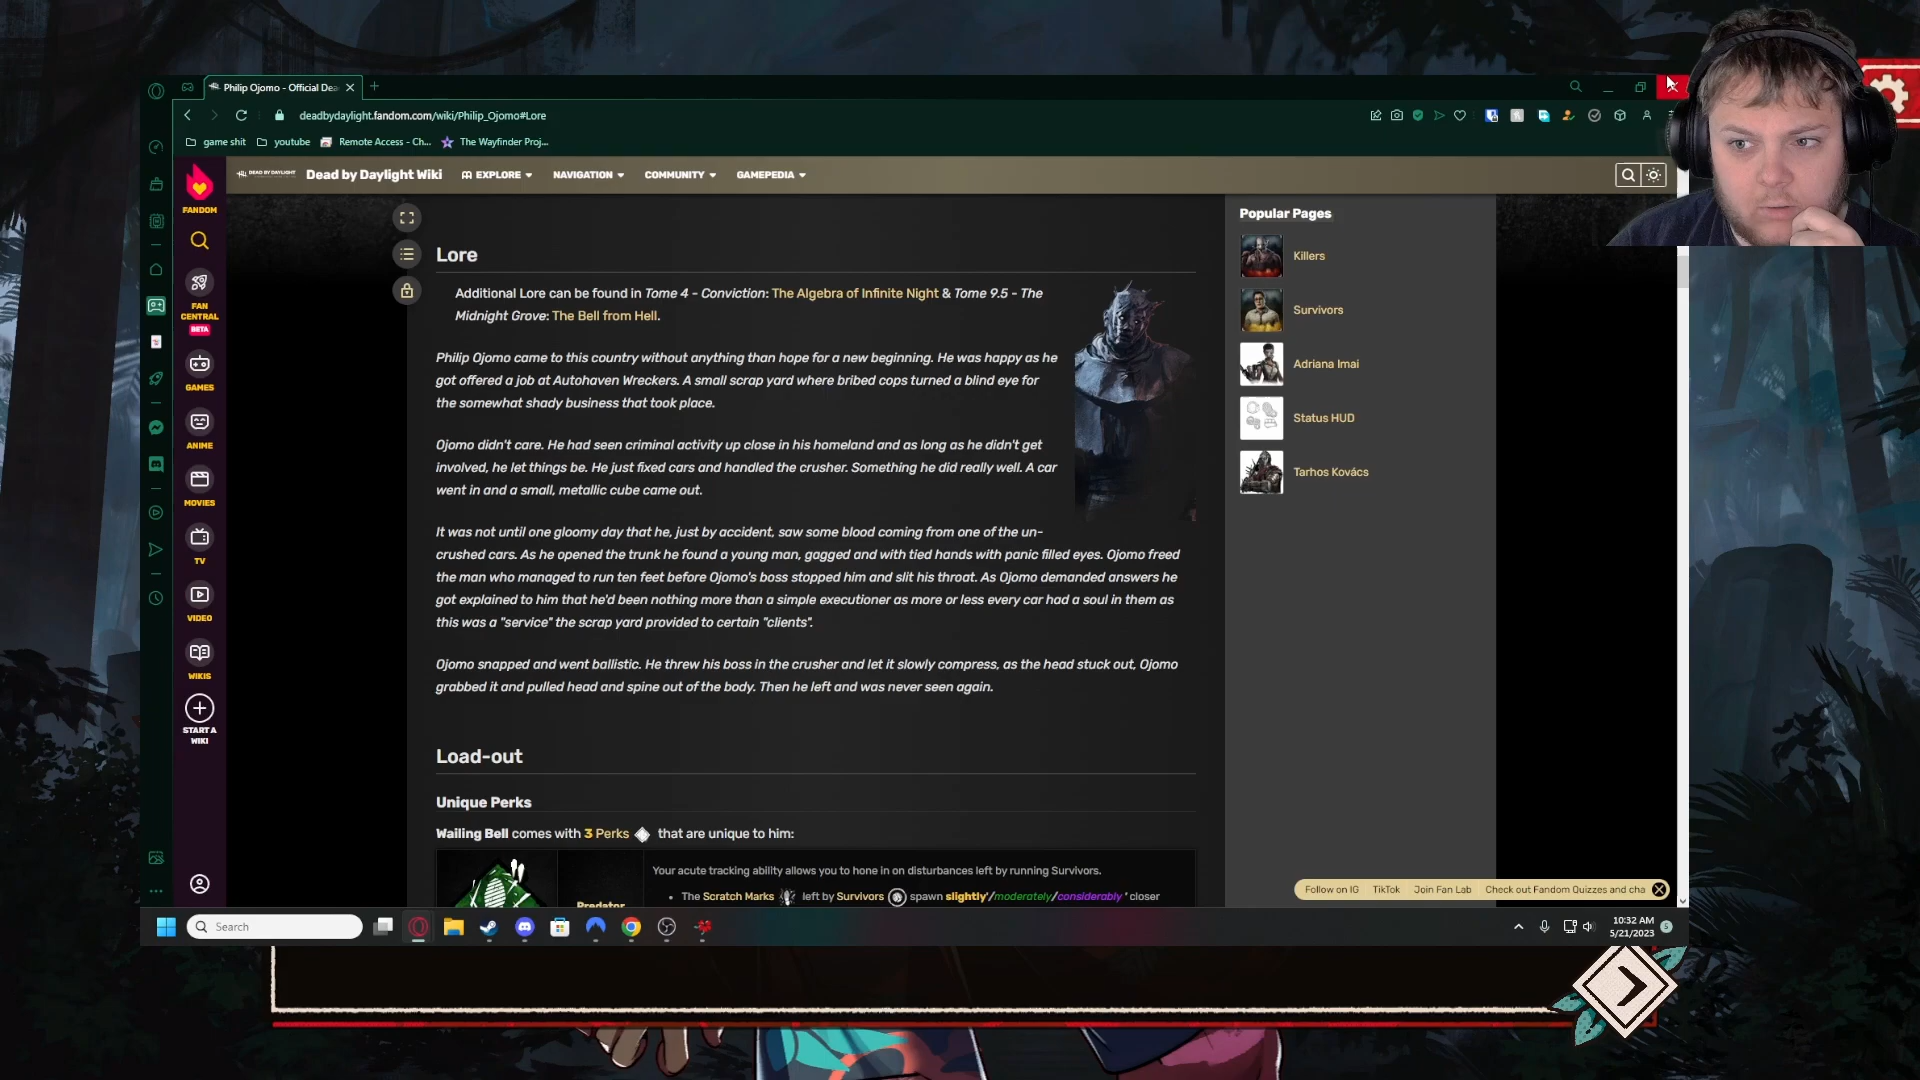 Philip Ojomo - Official Dea
deadbydaylight.fandom.com/wiki/Philip_Ojomo#Lore
game shit
youtube
Remote Access - Ch...
The Wayfinder Proj...
DEAD BY DAYLIGHT
Dead by Daylight Wiki
EXPLORE
NAVIGATION
COMMUNITY
GAMEPEDIA
FANDOM
FAN
CENTRAL
BETA
GAMES
ANIME
MOVIES
TV
VIDEO
WIKIS
START A
WIKI
Lore
Additional Lore can be found in Tome 4 - Conviction: The Algebra of Infinite Night & Tome 9.5 - The
Midnight Grove: The Bell from Hell.
Philip Ojomo came to this country without anything than hope for a new beginning. He was happy as he
got offered a job at Autohaven Wreckers. A small scrap yard where bribed cops turned a blind eye for
the somewhat shady business that took place.
Ojomo didn't care. He had seen criminal activity up close in his homeland and as long as he didn't get
involved, he let things be. He just fixed cars and handled the crusher. Something he did really well. A car
went in and a small, metallic cube came out.
It was not until one gloomy day that he, just by accident, saw some blood coming from one of the un-
crushed cars. As he opened the trunk he found a young man, gagged and with tied hands with panic filled eyes. Ojomo freed
the man who managed to run ten feet before Ojomo's boss stopped him and slit his throat. As Ojomo demanded answers he
got explained to him that he'd been nothing more than a simple executioner as more or less every car had a soul in them as
this was a "service" the scrap yard provided to certain "clients".
Ojomo snapped and went ballistic. He threw his boss in the crusher and let it slowly compress, as the head stuck out, Ojomo
grabbed it and pulled head and spine out of the body. Then he left and was never seen again.
Load-out
Unique Perks
Wailing Bell comes with 3 Perks that are unique to him:
Your acute tracking ability allows you to hone in on disturbances left by running Survivors.
• The Scratch Marks left by Survivors spawn slightly/moderately/considerably closer
Predator
Popular Pages
Killers
Survivors
Adriana Imai
Status HUD
Tarhos Kovács
Follow on IG
TikTok
Join Fan Lab
Check out Fandom Quizzes and cha
Search
10:32 AM
5/21/2023
5